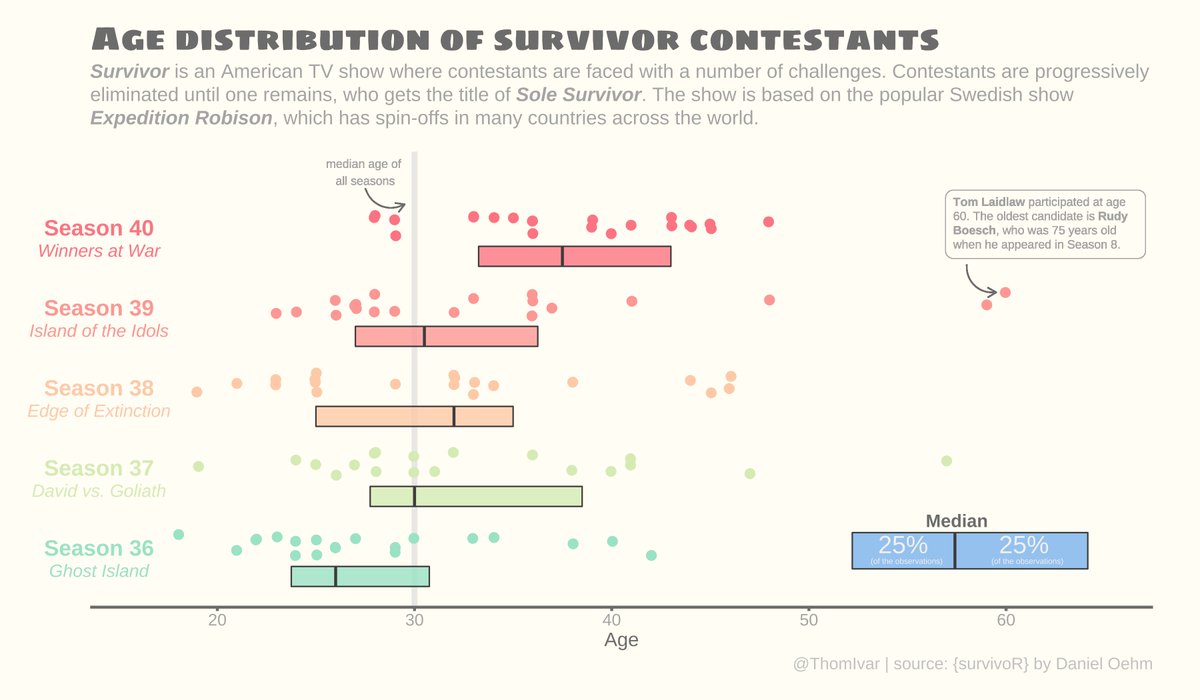 Age distribution of survivor contestants
Survivor is an American TV show where contestants are faced with a number of challenges. Contestants are progressively
eliminated until one remains, who gets the title of Sole Survivor. The show is based on the popular Swedish show
Expedition Robison, which has spin-offs in many countries across the world.
median age of
all seasons
Tom Laidlaw participated at age
60. The oldest candidate is Rudy
Boesch, who was 75 years old
when he appeared in Season 8.
Season 40
Winners at War
Season 39
Island of the Idols
Season 38
Edge of Extinction
Season 37
David vs. Goliath
Season 36
Ghost Island
Median
25% 25%
(of the observations) (of the observations)
20 30 40 50 60
Age
@ThomIvar | source: {survivoR} by Daniel Oehm